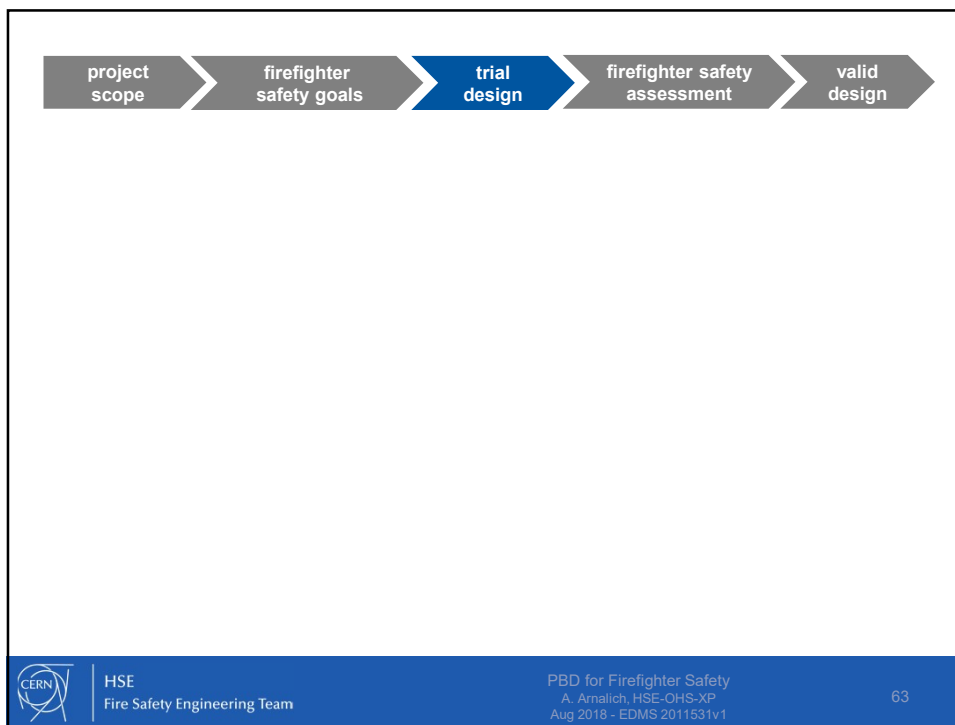 project
scope
firefighter
safety goals
trial
design
firefighter safety
assessment
valid
design
CERN
HSE
Fire Safety Engineering Team
PBD for Firefighter Safety
A. Arnalich, HSE-OHS-XP
Aug 2018 - EDMS 2011531v1
63